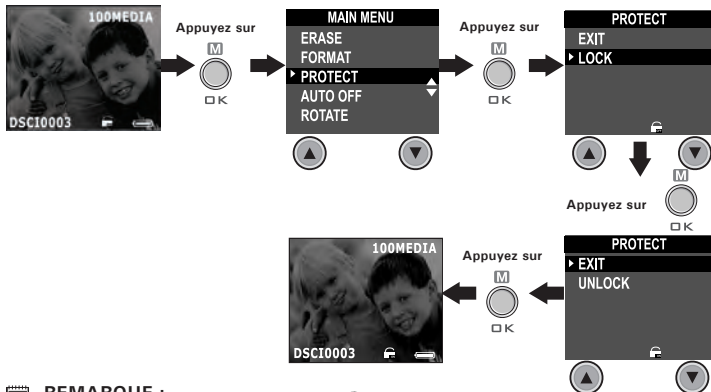 100MEDIA
DSCI0003
Appuyez sur
M
OK
MAIN MENU
ERASE
FORMAT
PROTECT
AUTO OFF
ROTATE
Appuyez sur
M
OK
PROTECT
EXIT
LOCK
Appuyez sur
M
OK
PROTECT
EXIT
UNLOCK
Appuyez sur
M
OK
100MEDIA
DSCI0003
REMARQUE :